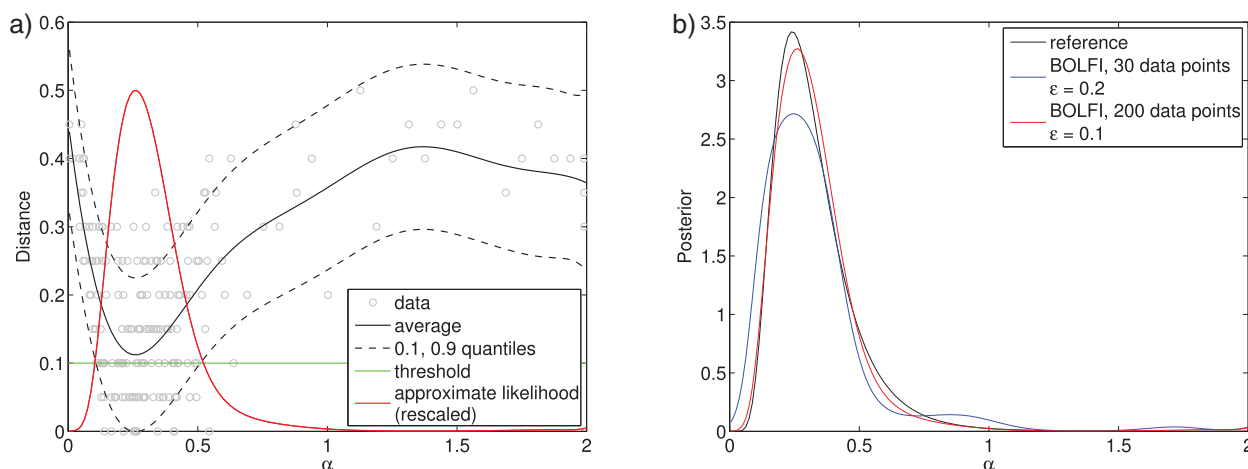 a)
0.6
0.5
0.4
0.3
0.2
0.1
0
Distance
0
0.5
1
1.5
2
α
data
average
0.1, 0.9 quantiles
threshold
approximate likelihood
(rescaled)
b)
3.5
3
2.5
2
1.5
1
0.5
0
Posterior
0
0.5
1
1.5
2
α
reference
BOLFI, 30 data points
ε = 0.2
BOLFI, 200 data points
ε = 0.1